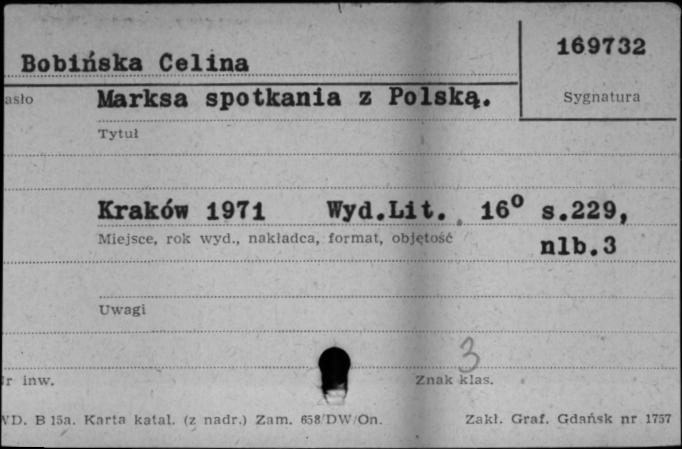 169732
Bobińska Celina
asło Marksa spotkania z Polską. Sygnatura
Tytuł
Kraków 1971 Wyd.Lit. 16⁰ s.229,
Miejsce, rok wyd., nakładca, format, objętość nlb.3
Uwagi
3
r inw. Znak klas.
D. B 15a. Karta katal. (z nadr.) Zam. 658/DW/On. Zakł. Graf. Gdańsk nr 1757